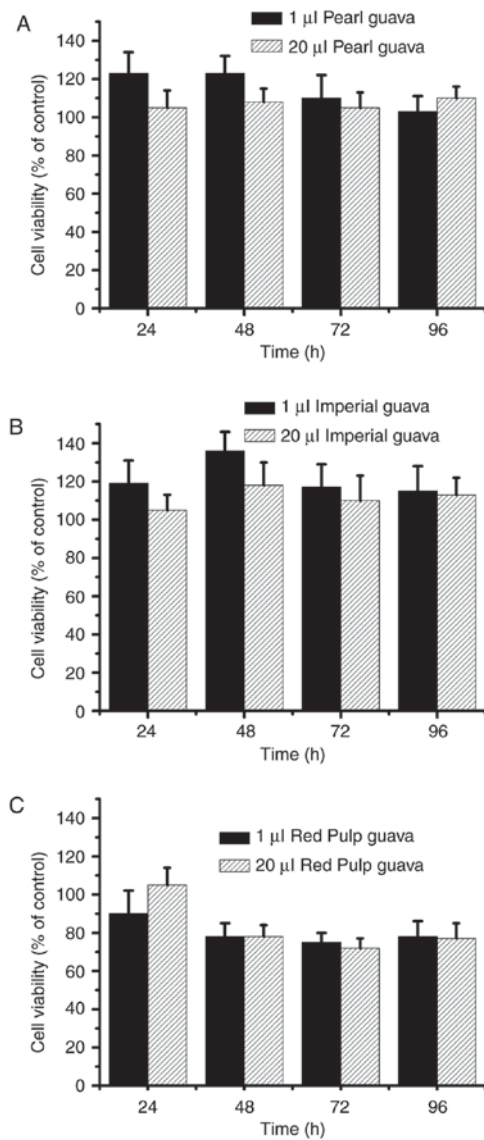 A
1 µl Pearl guava
20 µl Pearl guava
140
120
100
80
60
40
20
0
Cell viability (% of control)
24 48 72 96
Time (h)
B
1 µl Imperial guava
20 µl Imperial guava
140
120
100
80
60
40
20
0
Cell viability (% of control)
24 48 72 96
Time (h)
C
1 µl Red Pulp guava
20 µl Red Pulp guava
140
120
100
80
60
40
20
0
Cell viability (% of control)
24 48 72 96
Time (h)